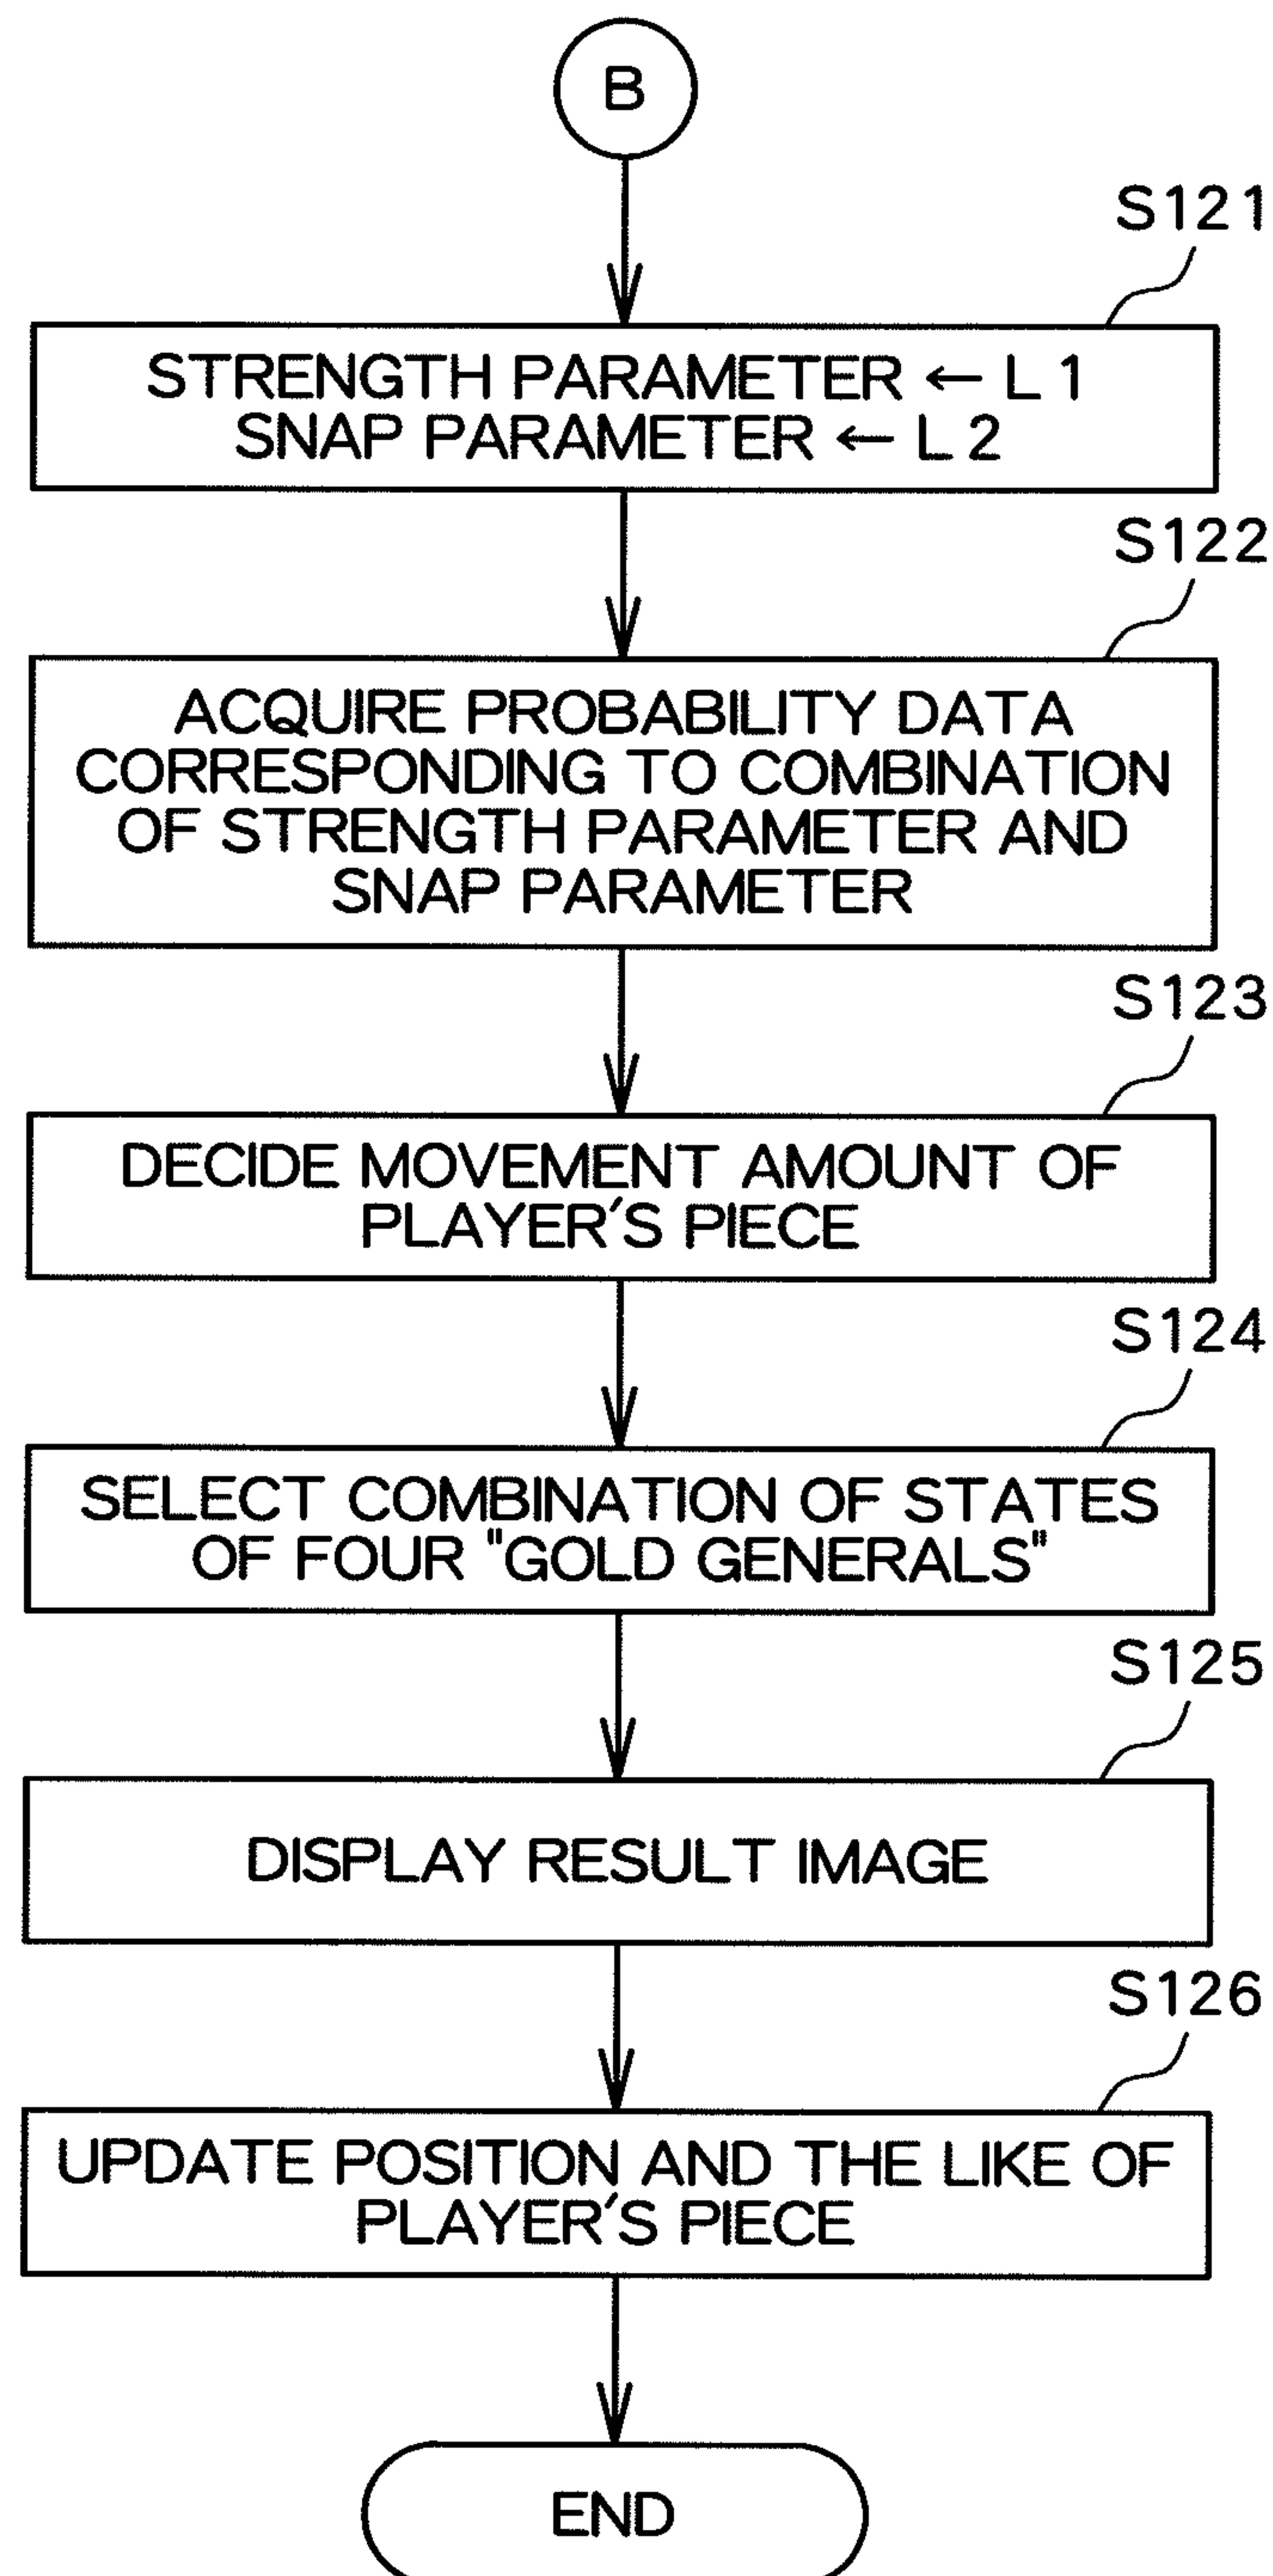 B
S121
STRENGTH PARAMETER ← L1
SNAP PARAMETER ← L2
S122
ACQUIRE PROBABILITY DATA
CORRESPONDING TO COMBINATION
OF STRENGTH PARAMETER AND
SNAP PARAMETER
S123
DECIDE MOVEMENT AMOUNT OF
PLAYER'S PIECE
S124
SELECT COMBINATION OF STATES
OF FOUR "GOLD GENERALS"
S125
DISPLAY RESULT IMAGE
S126
UPDATE POSITION AND THE LIKE OF
PLAYER'S PIECE
END